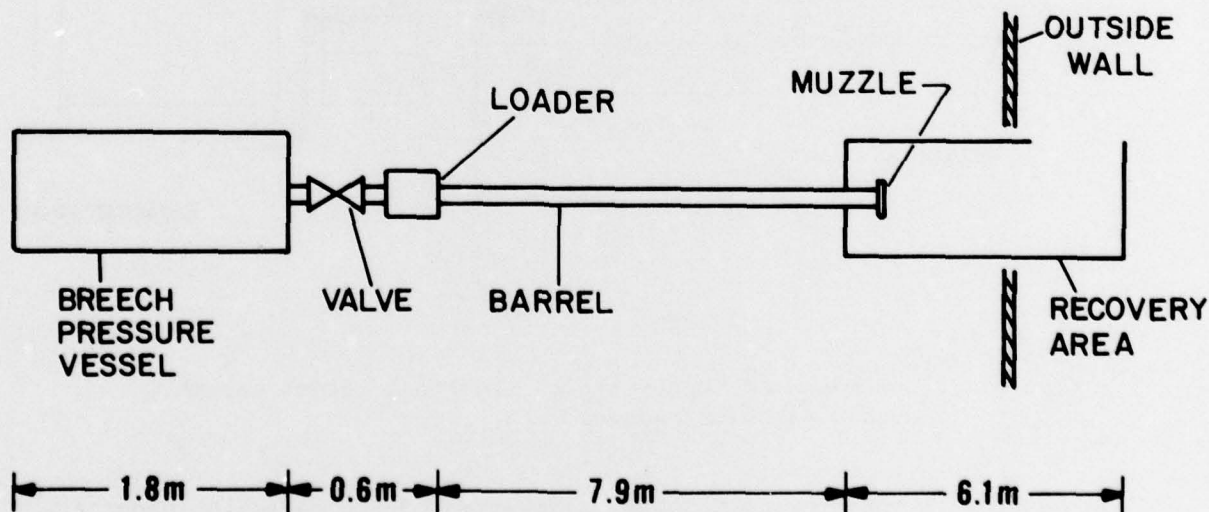 OUTSIDE
WALL
MUZZLE
LOADER
BREECH
PRESSURE
VESSEL
VALVE
BARREL
RECOVERY
AREA
1.8m
0.6m
7.9m
6.1m